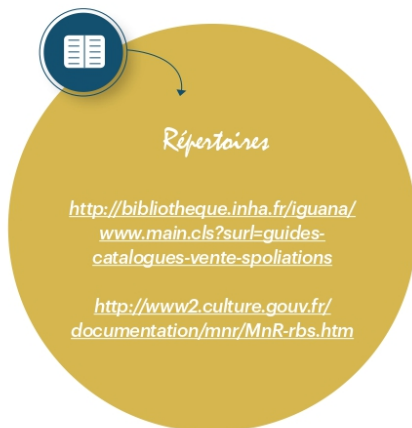 Répertoires
http://bibliotheque.inha.fr/iguana/
www.main.cls?surl=guides-
catalogues-vente-spoliations
http://www2.culture.gouv.fr/
documentation/mnr/MnR-rbs.htm